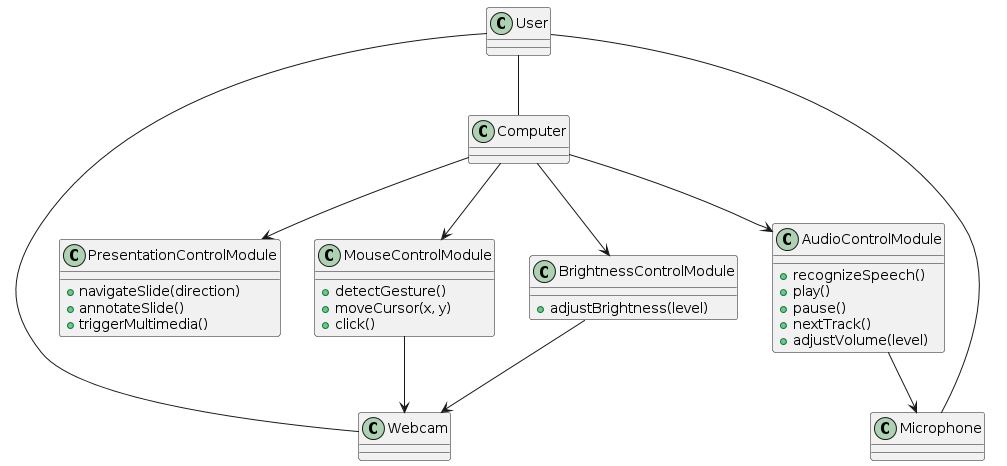 C User
C Computer
C PresentationControlModule
navigateSlide(direction)
annotateSlide()
triggerMultimedia()
C MouseControlModule
detectGesture()
moveCursor(x, y)
click()
C BrightnessControlModule
adjustBrightness(level)
C AudioControlModule
recognizeSpeech()
play()
pause()
nextTrack()
adjustVolume(level)
C Webcam
C Microphone